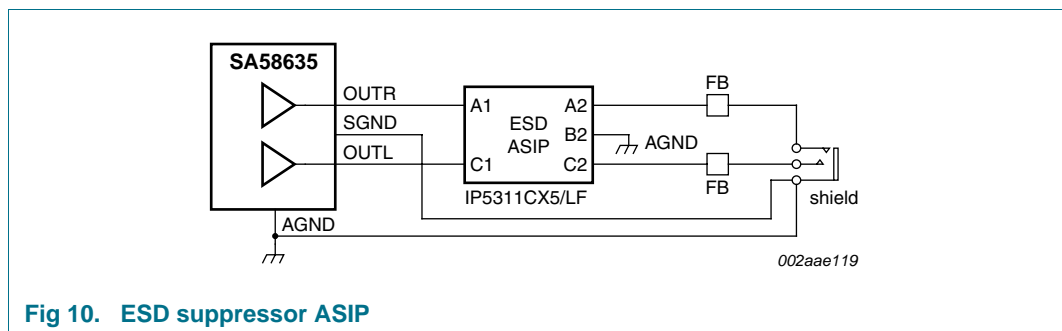 SA58635
OUTR
SGND
OUTL
AGND
A1
C1
ESD
ASIP
A2
B2
C2
IP5311CX5/LF
AGND
FB
FB
shield
002aae119
Fig 10. ESD suppressor ASIP